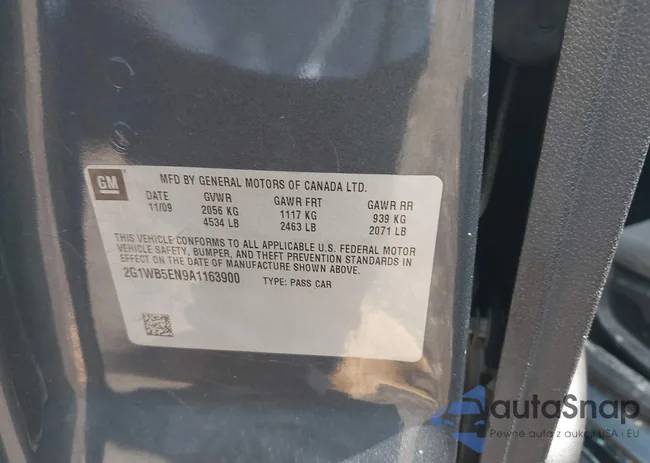 GM
MFD BY GENERAL MOTORS OF CANADA LTD.
DATE GVWR GAWR FRT GAWR RR
11/09 2056 KG 1117 KG 939 KG
4534 LB 2463 LB 2071 LB
THIS VEHICLE CONFORMS TO ALL APPLICABLE U.S. FEDERAL MOTOR
VEHICLE SAFETY, BUMPER, AND THEFT PREVENTION STANDARDS IN
EFFECT ON THE DATE OF MANUFACTURE SHOWN ABOVE.
2G1WB5EN9A1163900 TYPE: PASS CAR
autoSnap
Pewne auta z aukcji USA i EU